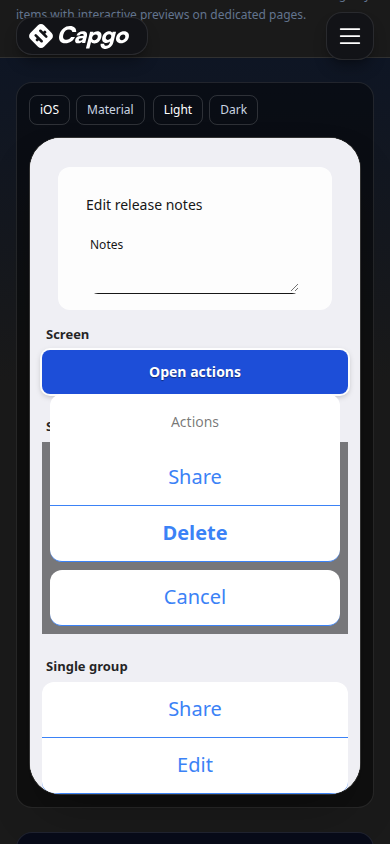 items with interactive previews on dedicated pages.
Capgo
iOS
Material
Light
Dark
Edit release notes
Notes
Screen
Open actions
Actions
Share
Delete
Cancel
Single group
Share
Edit